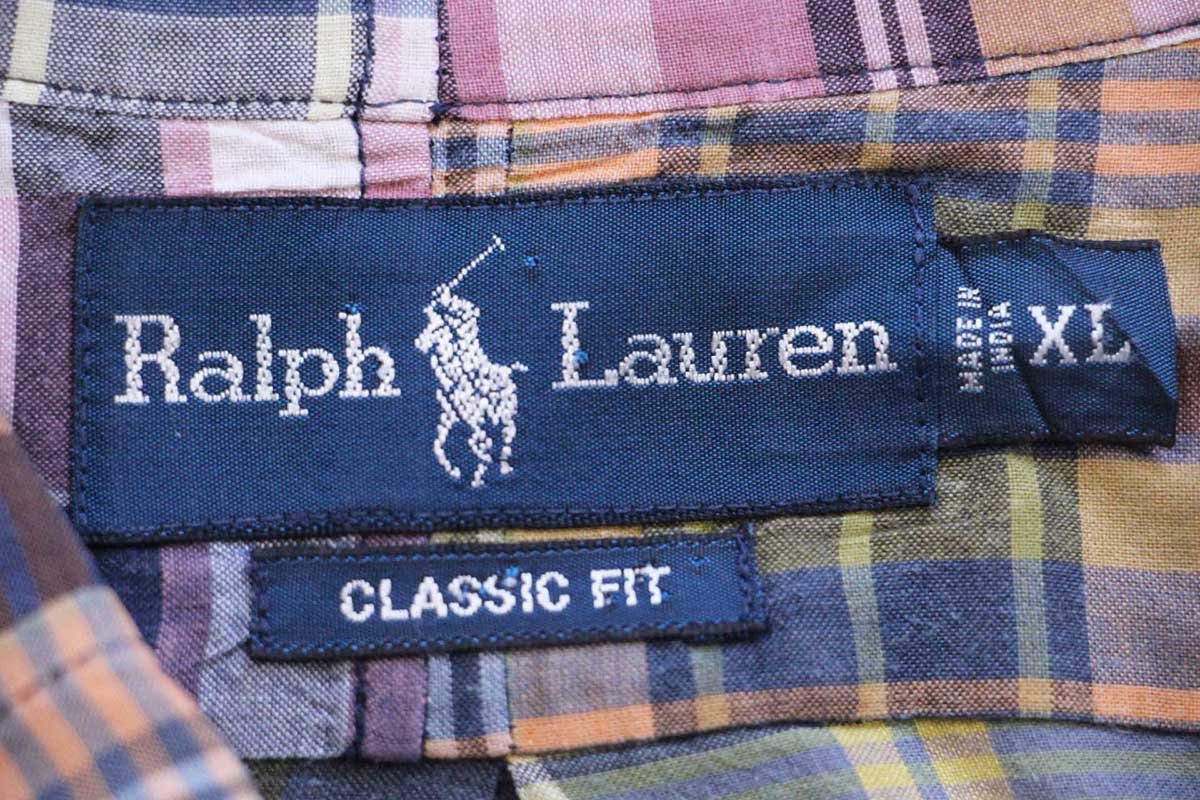 Ralph Lauren
MADE IN
INDIA
XL
CLASSIC FIT